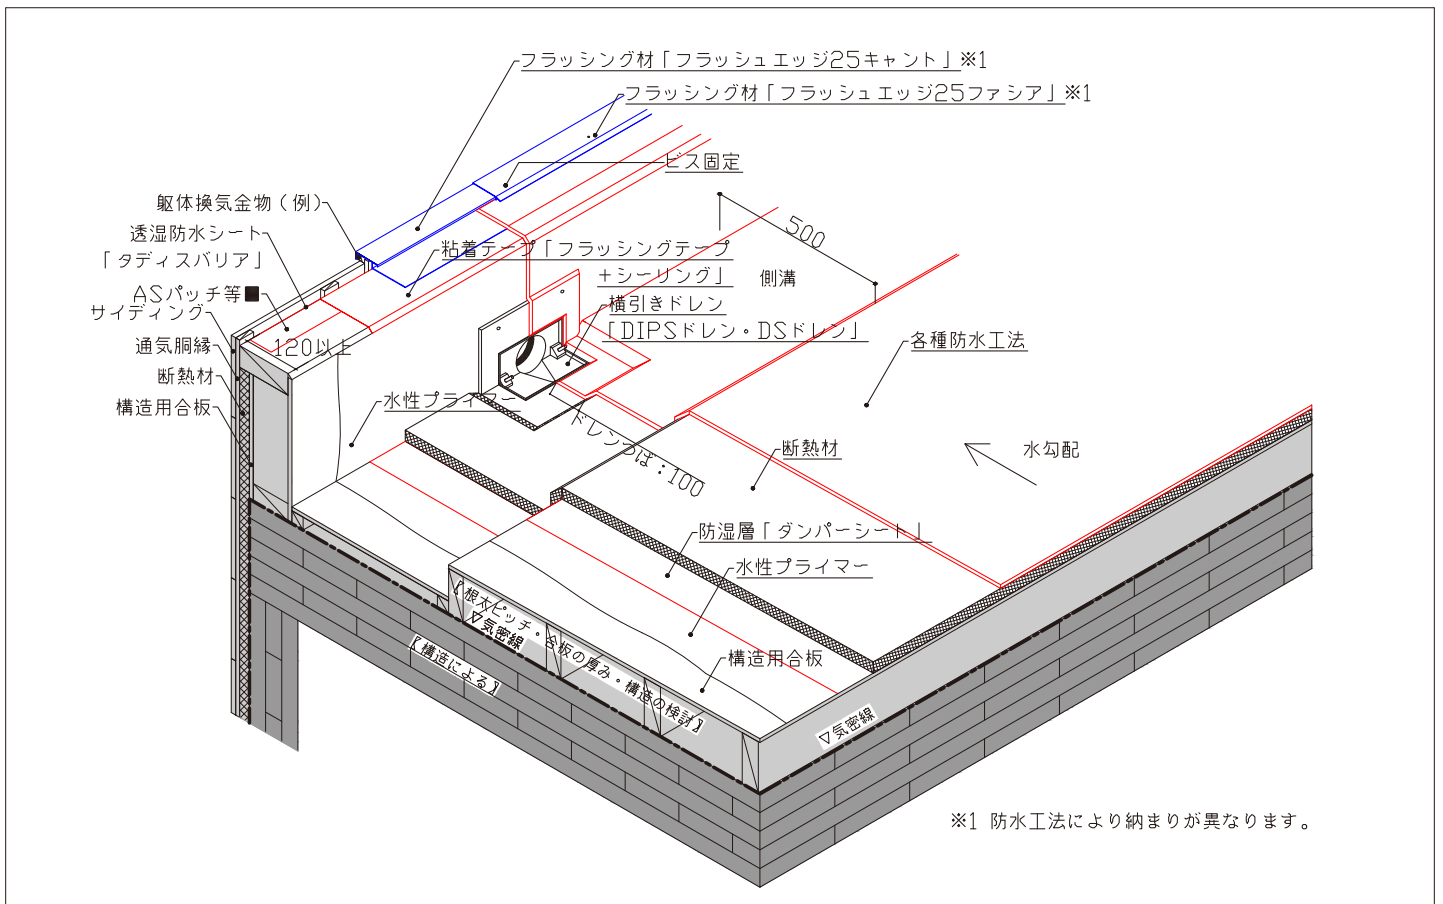 フラッシング材「フラッシュエッジ25キャント」※1
フラッシング材「フラッシュエッジ25ファシア」※1
ビス固定
躯体換気金物（例）
透湿防水シート
「タディスバリア」
ASパッチ等■
サイディング
通気胴縁
断熱材
構造用合板
120以上
粘着テープ「フラッシングテープ
+シーリング」
側溝
500
横引きドレン
「DIPSドレン・DSドレン」
各種防水工法
水性プライマー
ドレンつば：100
断熱材
水勾配
防湿層「ダンパーシート」
水性プライマー
構造用合板
【根太ピッチ・合板の厚み・構造の検討】
▽気密線
【構造による】
▽気密線
※1 防水工法により納まりが異なります。